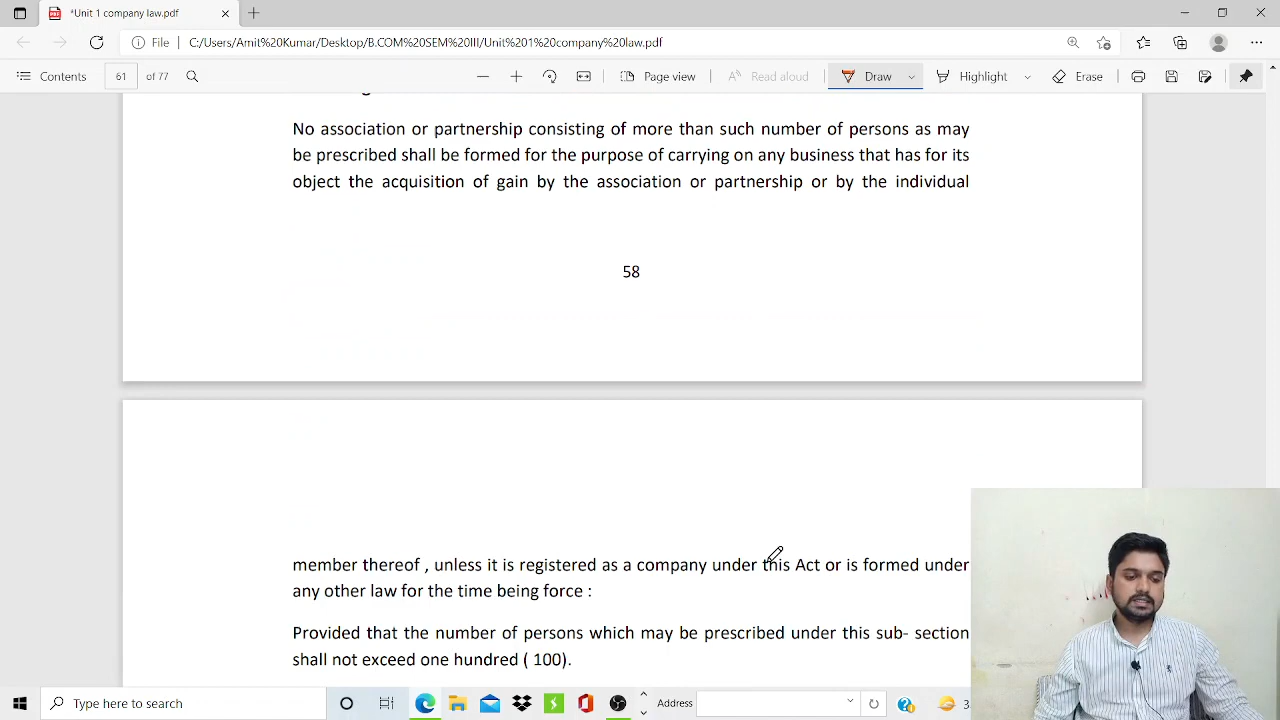 *Unit 1 company law.pdf
File C:/Users/Amit%20Kumar/Desktop/B.COM%20SEM%20III/Unit%201%20company%20law.pdf
Contents 61 of 77 Page view Read aloud Draw Highlight Erase
No association or partnership consisting of more than such number of persons as may
be prescribed shall be formed for the purpose of carrying on any business that has for its
object the acquisition of gain by the association or partnership or by the individual
58
member thereof , unless it is registered as a company under this Act or is formed under
any other law for the time being force :
Provided that the number of persons which may be prescribed under this sub- section
shall not exceed one hundred ( 100).
Type here to search
Address
3